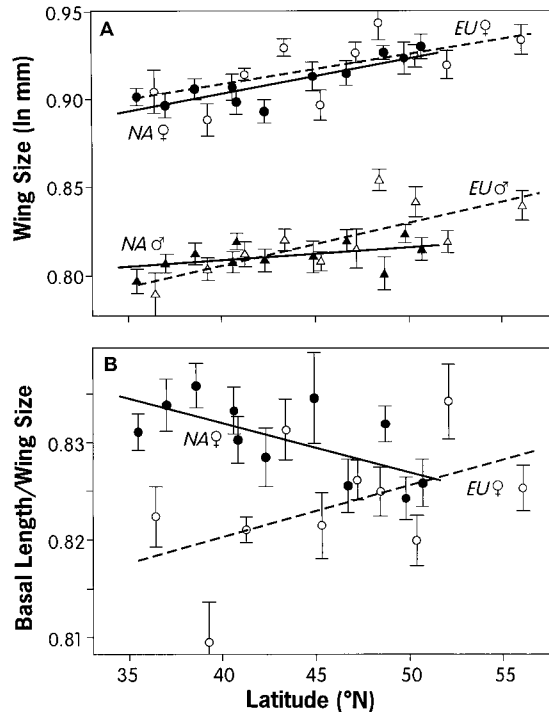 A
Wing Size (ln mm)
0.95
0.90
0.85
0.80
EU♀
NA♀
EU♂
NA♂
B
Basal Length/Wing Size
0.83
0.82
0.81
NA♀
EU♀
35 40 45 50 55
Latitude (°N)